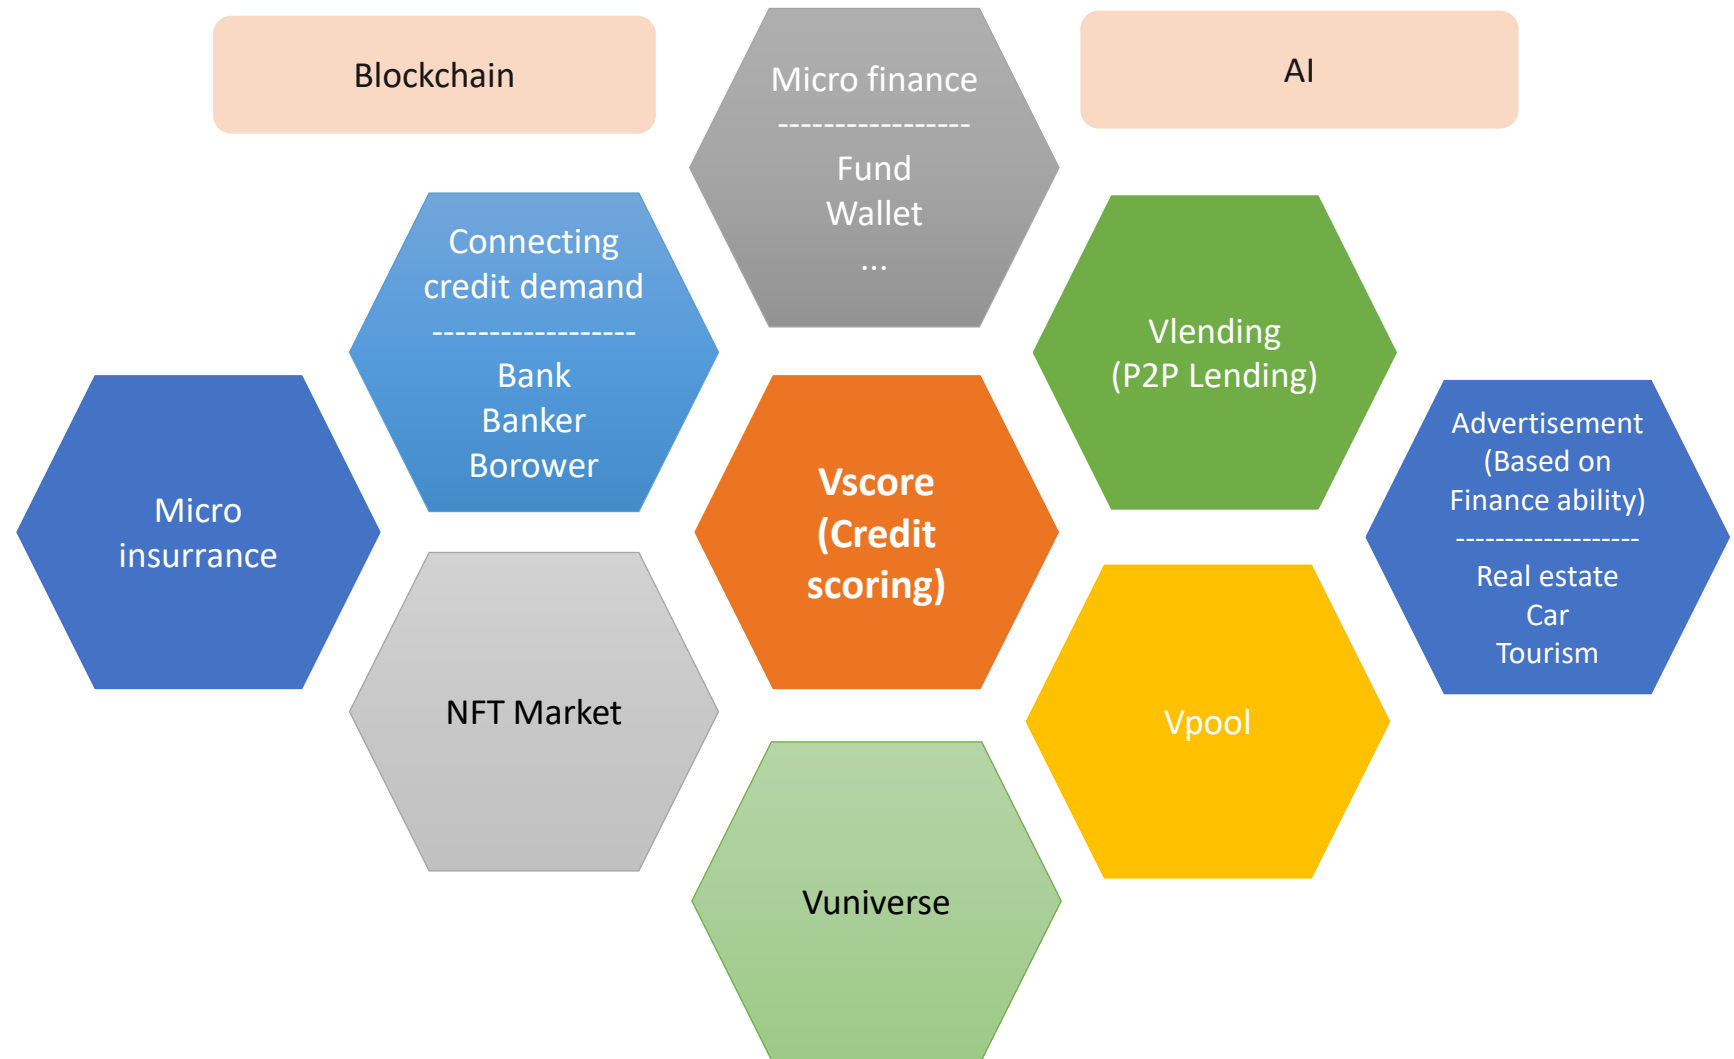 Blockchain
AI
Micro finance
-----------------
Fund
Wallet
...
Connecting
credit demand
------------------
Bank
Banker
Borower
Vlending
(P2P Lending)
Micro
insurrance
Vscore
(Credit
scoring)
Advertisement
(Based on
Finance ability)
-------------------
Real estate
Car
Tourism
NFT Market
Vpool
Vuniverse